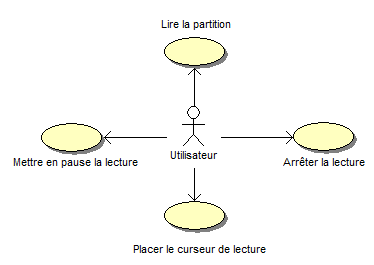 Lire la partition
Utilisateur
Mettre en pause la lecture
Arrêter la lecture
Placer le curseur de lecture